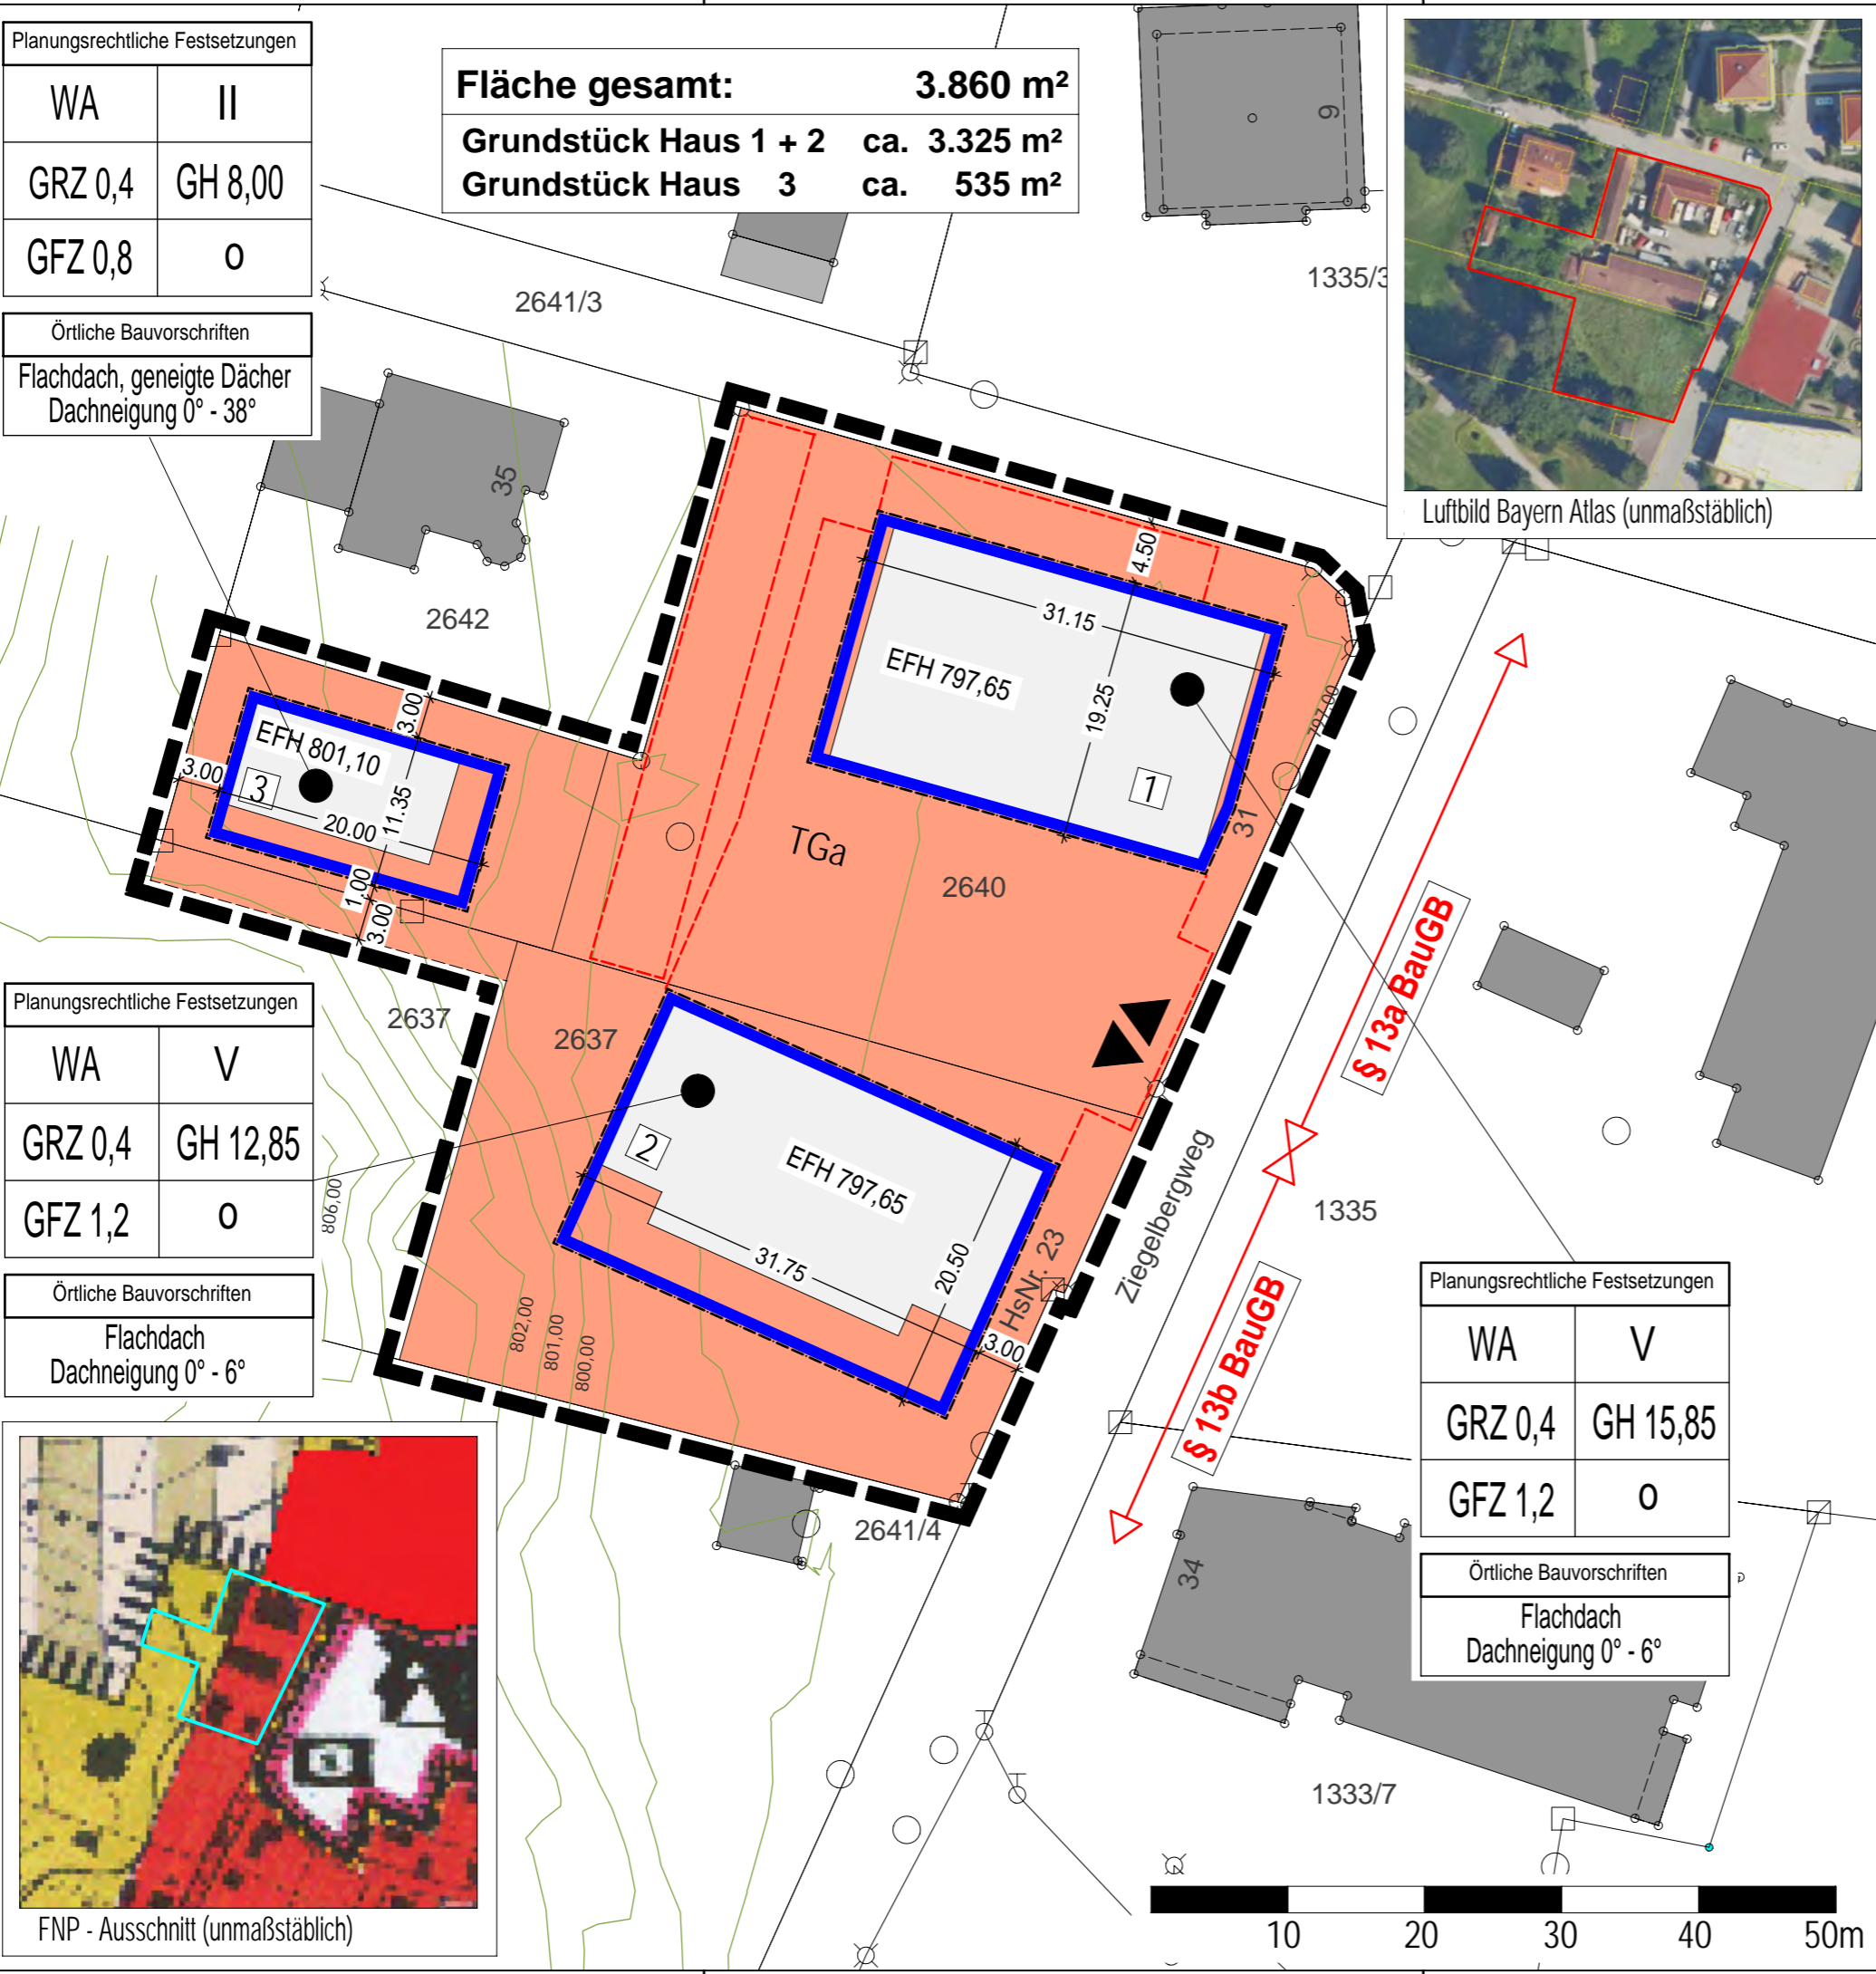 Planungsrechtliche Festsetzungen
WA II
GRZ 0,4 GH 8,00
GFZ 0,8 o
Örtliche Bauvorschriften
Flachdach, geneigte Dächer
Dachneigung 0° - 38°
Fläche gesamt: 3.860 m²
Grundstück Haus 1 + 2 ca. 3.325 m²
Grundstück Haus 3 ca. 535 m²
9
1335/3
Luftbild Bayern Atlas (unmaßstäblich)
2641/3
35
2642
4.50
31.15
EFH 797,65
19.25
1
797,00
31
EFH 801,10
3.00
3.00
3
20.00
11.35
1.00
3.00
TGa
2640
§ 13a BauGB
2637
2637
Planungsrechtliche Festsetzungen
WA V
GRZ 0,4 GH 12,85
GFZ 1,2 o
Örtliche Bauvorschriften
Flachdach
Dachneigung 0° - 6°
806,00
2
EFH 797,65
31.75
20.50
HsNr. 23
3.00
802,00
801,00
800,00
Ziegelbergweg
1335
§ 13b BauGB
Planungsrechtliche Festsetzungen
WA V
GRZ 0,4 GH 15,85
GFZ 1,2 o
Örtliche Bauvorschriften
Flachdach
Dachneigung 0° - 6°
2641/4
34
1333/7
FNP - Ausschnitt (unmaßstäblich)
10 20 30 40 50m